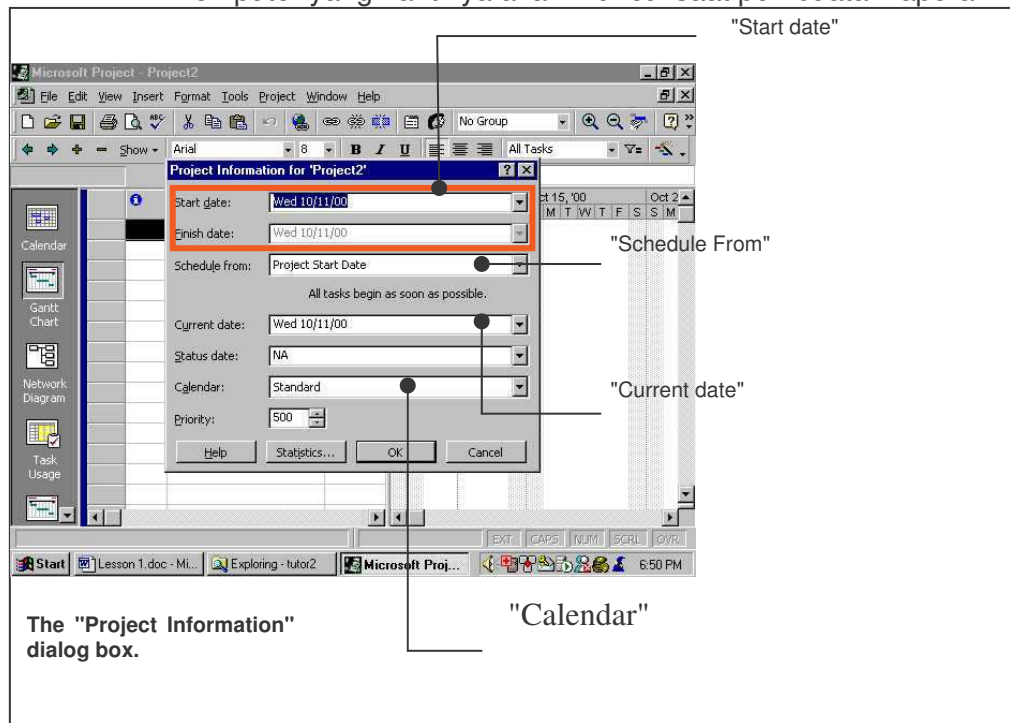 "Start date"
Microsoft Project - Project2
File Edit View Insert Format Tools Project Window Help
No Group
Show Arial 8 B I U All Tasks
Project Information for 'Project2'
Start date: Wed 10/11/00
Oct 2
M T W T F S S M
Finish date: Wed 10/11/00
"Schedule From"
Schedule from: Project Start Date
All tasks begin as soon as possible.
Current date: Wed 10/11/00
Status date: NA
Calendar: Standard
"Current date"
Priority: 500
Help Statistics... OK Cancel
Calendar
Gantt
Chart
Network
Diagram
Task
Usage
EXT CAPS NUM SCRL OVR
Start Lesson 1.doc - Mi... Exploring - tutor2 Microsoft Proj... 6:50 PM
"Calendar"
The "Project Information"
dialog box.